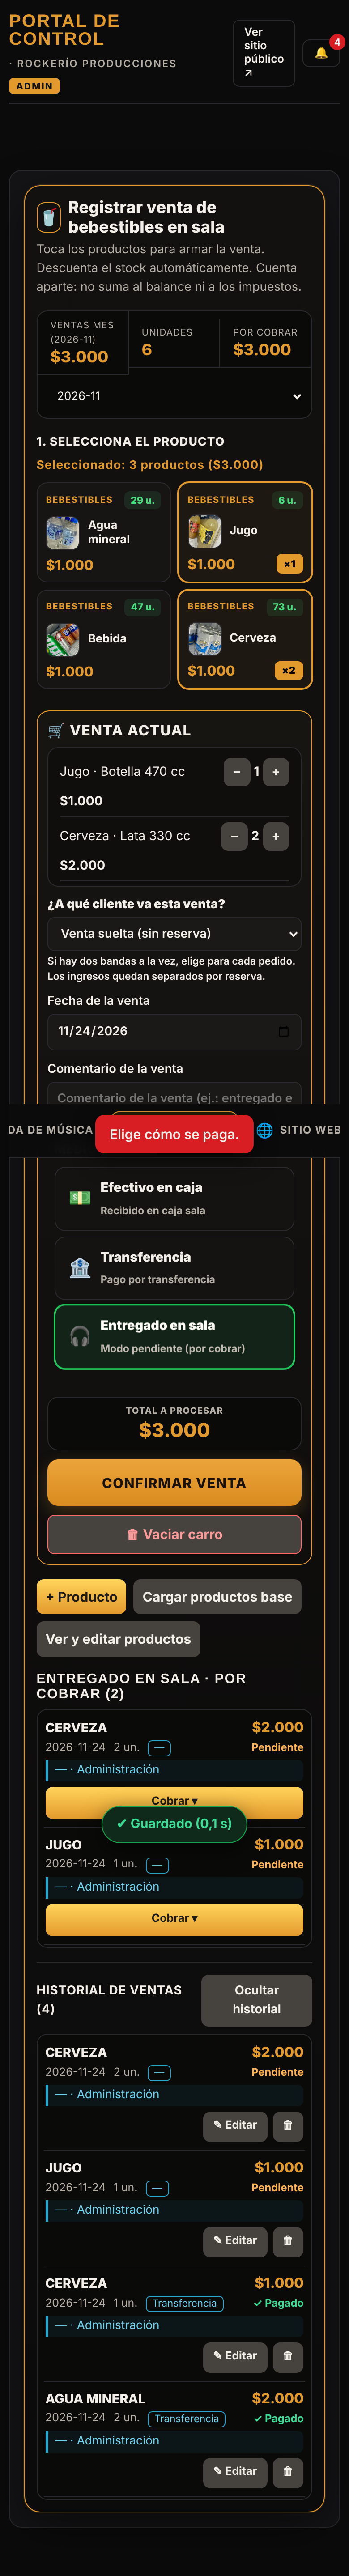 PORTAL DE
CONTROL
· ROCKERÍO PRODUCCIONES
ADMIN
Ver
sitio
público
↗
🔔
4
🥤
Registrar venta de
bebestibles en sala
Toca los productos para armar la venta.
Descuenta el stock automáticamente. Cuenta
aparte: no suma al balance ni a los impuestos.
VENTAS MES
(2026-11)
$3.000
UNIDADES
6
POR COBRAR
$3.000
2026-11
1. SELECCIONA EL PRODUCTO
Seleccionado: 3 productos ($3.000)
BEBESTIBLES 29 u.
Agua
mineral
$1.000
BEBESTIBLES 6 u.
Jugo
$1.000 ×1
BEBESTIBLES 47 u.
Bebida
$1.000
BEBESTIBLES 73 u.
Cerveza
$1.000 ×2
🛒 VENTA ACTUAL
Jugo · Botella 470 cc − 1 +
$1.000
Cerveza · Lata 330 cc − 2 +
$2.000
¿A qué cliente va esta venta?
Venta suelta (sin reserva)
Si hay dos bandas a la vez, elige para cada pedido.
Los ingresos quedan separados por reserva.
Fecha de la venta
11/24/2026
Comentario de la venta
Comentario de la venta (ej.: entregado e
DA DE MÚSICA
Elige cómo se paga.
🌐 SITIO WEB
💵 Efectivo en caja
Recibido en caja sala
🏦 Transferencia
Pago por transferencia
🎧 Entregado en sala
Modo pendiente (por cobrar)
TOTAL A PROCESAR
$3.000
CONFIRMAR VENTA
🗑 Vaciar carro
+ Producto
Cargar productos base
Ver y editar productos
ENTREGADO EN SALA · POR
COBRAR (2)
CERVEZA $2.000
2026-11-24 2 un. — Pendiente
— · Administración
Cobrar ▾
✔ Guardado (0,1 s)
JUGO $1.000
2026-11-24 1 un. — Pendiente
— · Administración
Cobrar ▾
HISTORIAL DE VENTAS
(4)
Ocultar
historial
CERVEZA $2.000
2026-11-24 2 un. — Pendiente
— · Administración
✎ Editar 🗑
JUGO $1.000
2026-11-24 1 un. — Pendiente
— · Administración
✎ Editar 🗑
CERVEZA $1.000
2026-11-24 1 un. Transferencia ✓ Pagado
— · Administración
✎ Editar 🗑
AGUA MINERAL $2.000
2026-11-24 2 un. Transferencia ✓ Pagado
— · Administración
✎ Editar 🗑